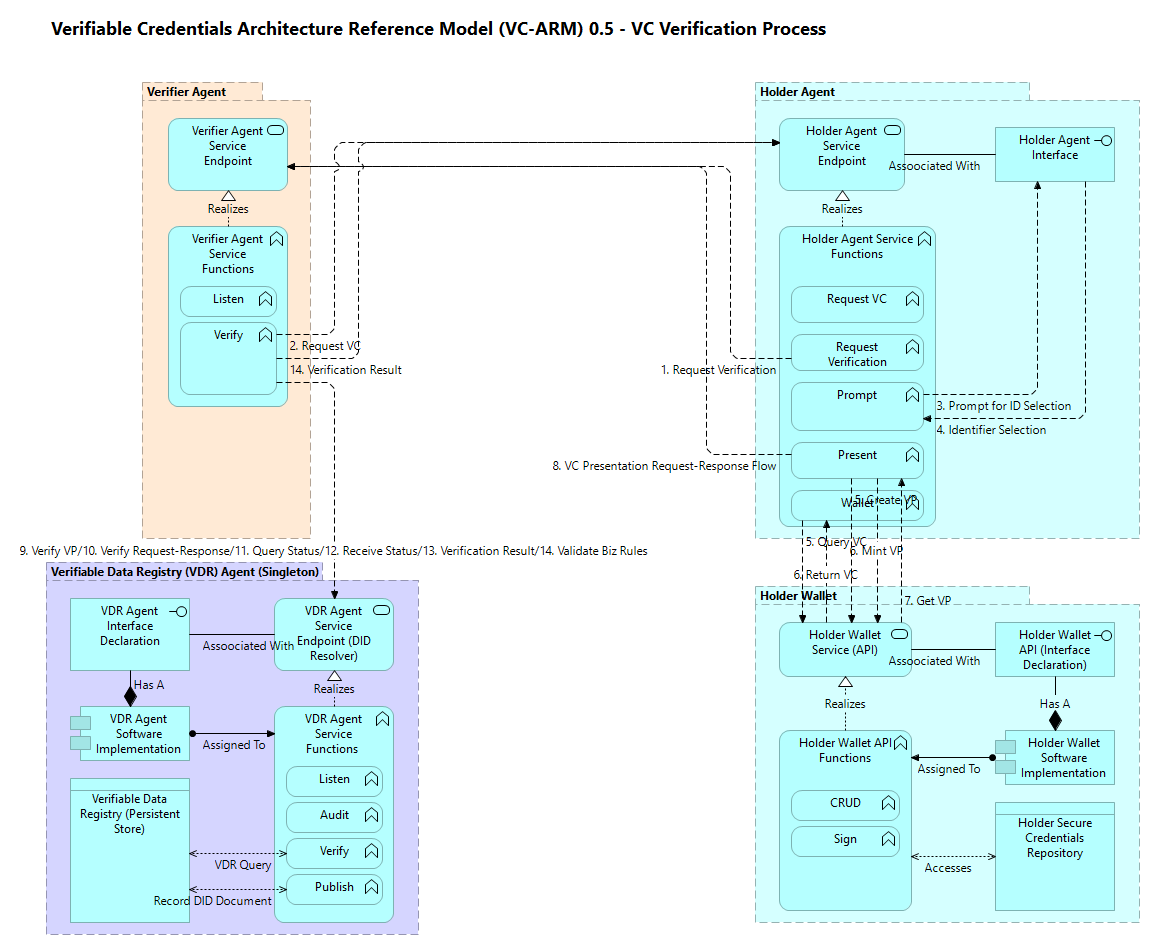 Verifiable Credentials Architecture Reference Model (VC-ARM) 0.5 - VC Verification Process
Verifier Agent
Verifier Agent
Service
Endpoint
Realizes
Verifier Agent
Service
Functions
Listen
Verify
2. Request VC
14. Verification Result
Holder Agent
Holder Agent
Service
Endpoint
Assoociated With
Holder Agent
Interface
Realizes
Holder Agent Service
Functions
Request VC
Request
Verification
1. Request Verification
Prompt
3. Prompt for ID Selection
4. Identifier Selection
Present
8. VC Presentation Request-Response Flow
Wallet
5. Create VP
5. Query VC
6. Mint VP
6. Return VC
7. Get VP
9. Verify VP/10. Verify Request-Response/11. Query Status/12. Receive Status/13. Verification Result/14. Validate Biz Rules
Verifiable Data Registry (VDR) Agent (Singleton)
VDR Agent
Interface
Declaration
Assoociated With
VDR Agent
Service
Endpoint (DID
Resolver)
Has A
Realizes
VDR Agent
Software
Implementation
Assigned To
VDR Agent
Service
Functions
Listen
Audit
Verify
Publish
Verifiable Data
Registry (Persistent
Store)
VDR Query
Record DID Document
Holder Wallet
Holder Wallet
Service (API)
Assoociated With
Holder Wallet
API (Interface
Declaration)
Realizes
Has A
Holder Wallet API
Functions
Assigned To
Holder Wallet
Software
Implementation
CRUD
Sign
Holder Secure
Credentials
Repository
Accesses